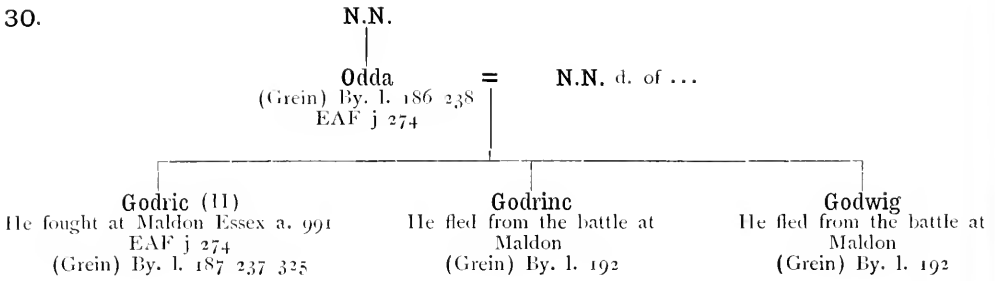 30.
N.N.
Odda = N.N. d. of ...
(Grein) By. l. 186 238
EAF j 274
Godric (II) Godrinc Godwig
He fought at Maldon Essex a. 991 He fled from the battle at He fled from the battle at
EAF j 274 Maldon Maldon
(Grein) By. l. 187 237 325 (Grein) By. l. 192 (Grein) By. l. 192